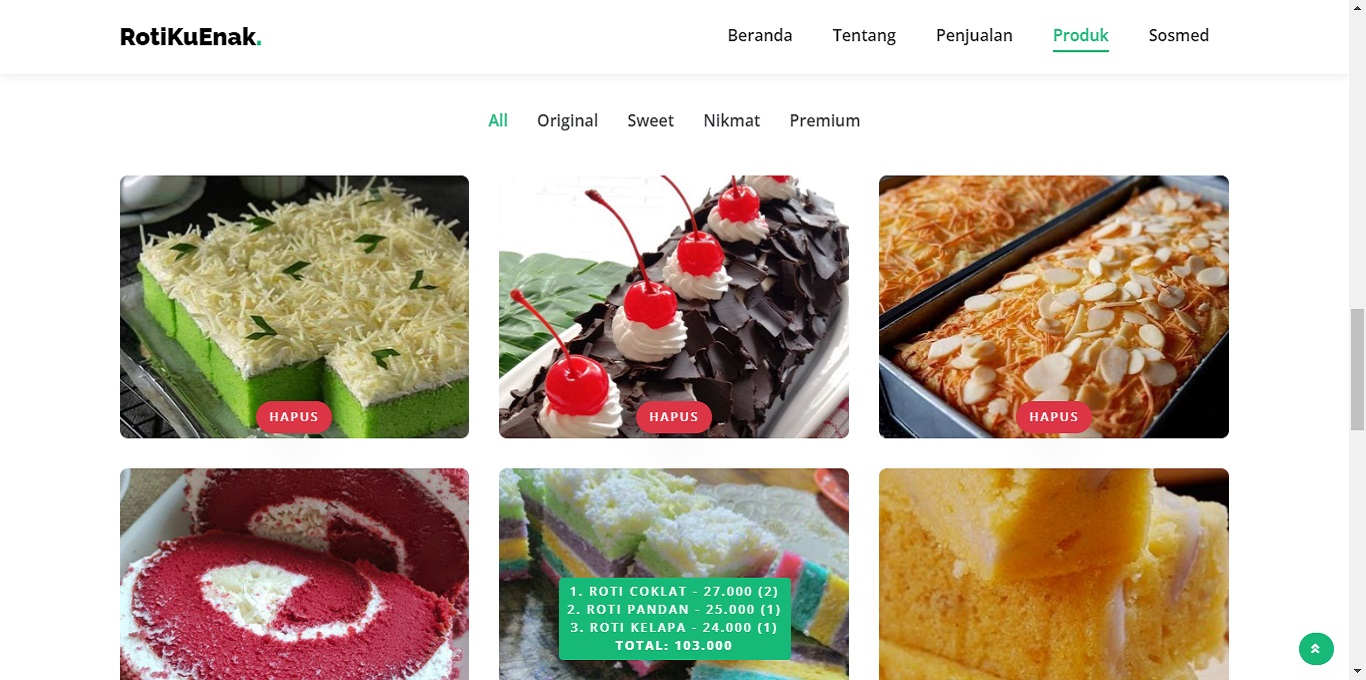 RotiKuEnak.
Beranda Tentang Penjualan Produk Sosmed
All Original Sweet Nikmat Premium
HAPUS HAPUS HAPUS
1. ROTI COKLAT - 27.000 (2)
2. ROTI PANDAN - 25.000 (1)
3. ROTI KELAPA - 24.000 (1)
TOTAL: 103.000